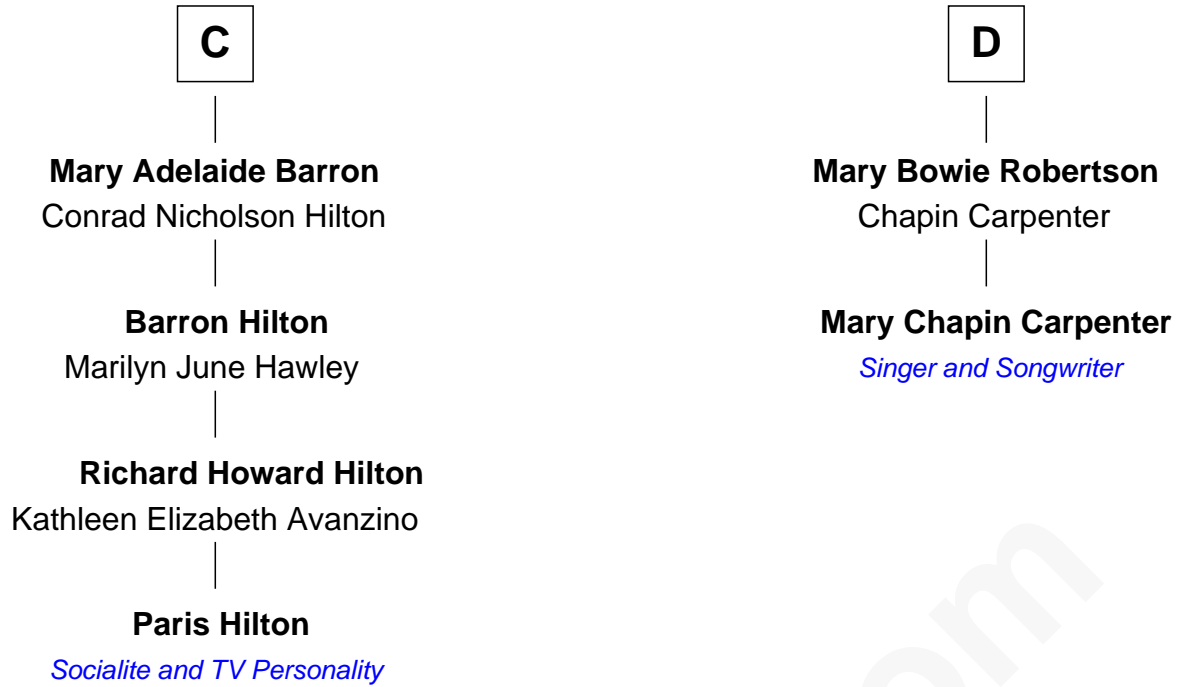 C
Mary Adelaide Barron
Conrad Nicholson Hilton
Barron Hilton
Marilyn June Hawley
Richard Howard Hilton
Kathleen Elizabeth Avanzino
Paris Hilton
Socialite and TV Personality
D
Mary Bowie Robertson
Chapin Carpenter
Mary Chapin Carpenter
Singer and Songwriter
om